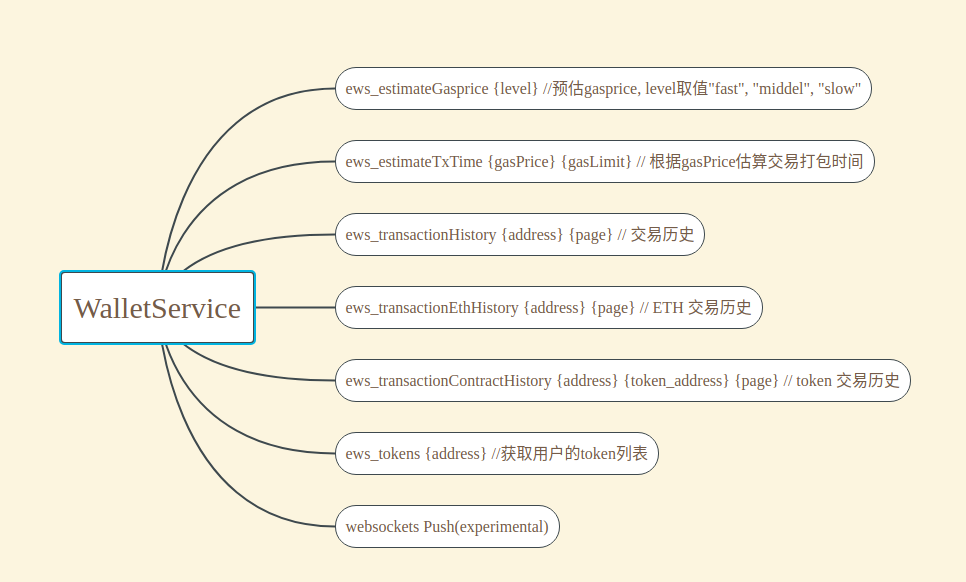 ews_estimateGasprice {level} //预估gasprice, level取值"fast", "middel", "slow"
ews_estimateTxTime {gasPrice} {gasLimit} // 根据gasPrice估算交易打包时间
ews_transactionHistory {address} {page} // 交易历史
WalletService
ews_transactionEthHistory {address} {page} // ETH 交易历史
ews_transactionContractHistory {address} {token_address} {page} // token 交易历史
ews_tokens {address} //获取用户的token列表
websockets Push(experimental)